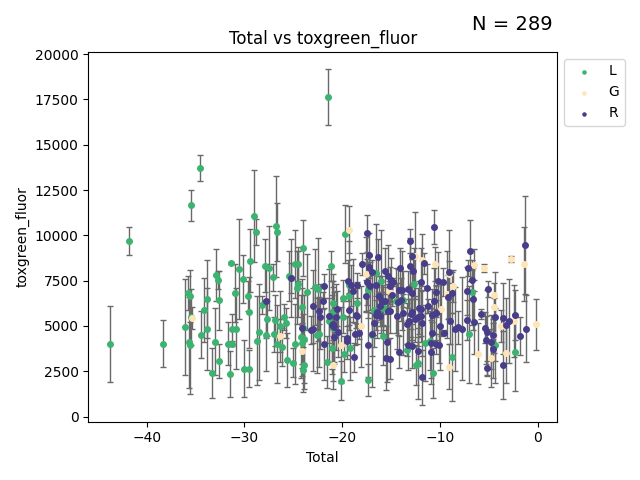 N = 289
Total vs toxgreen_fluor
20000
17500
15000
12500
10000
7500
5000
2500
0
toxgreen_fluor
−40
−30
−20
−10
0
Total
L
G
R